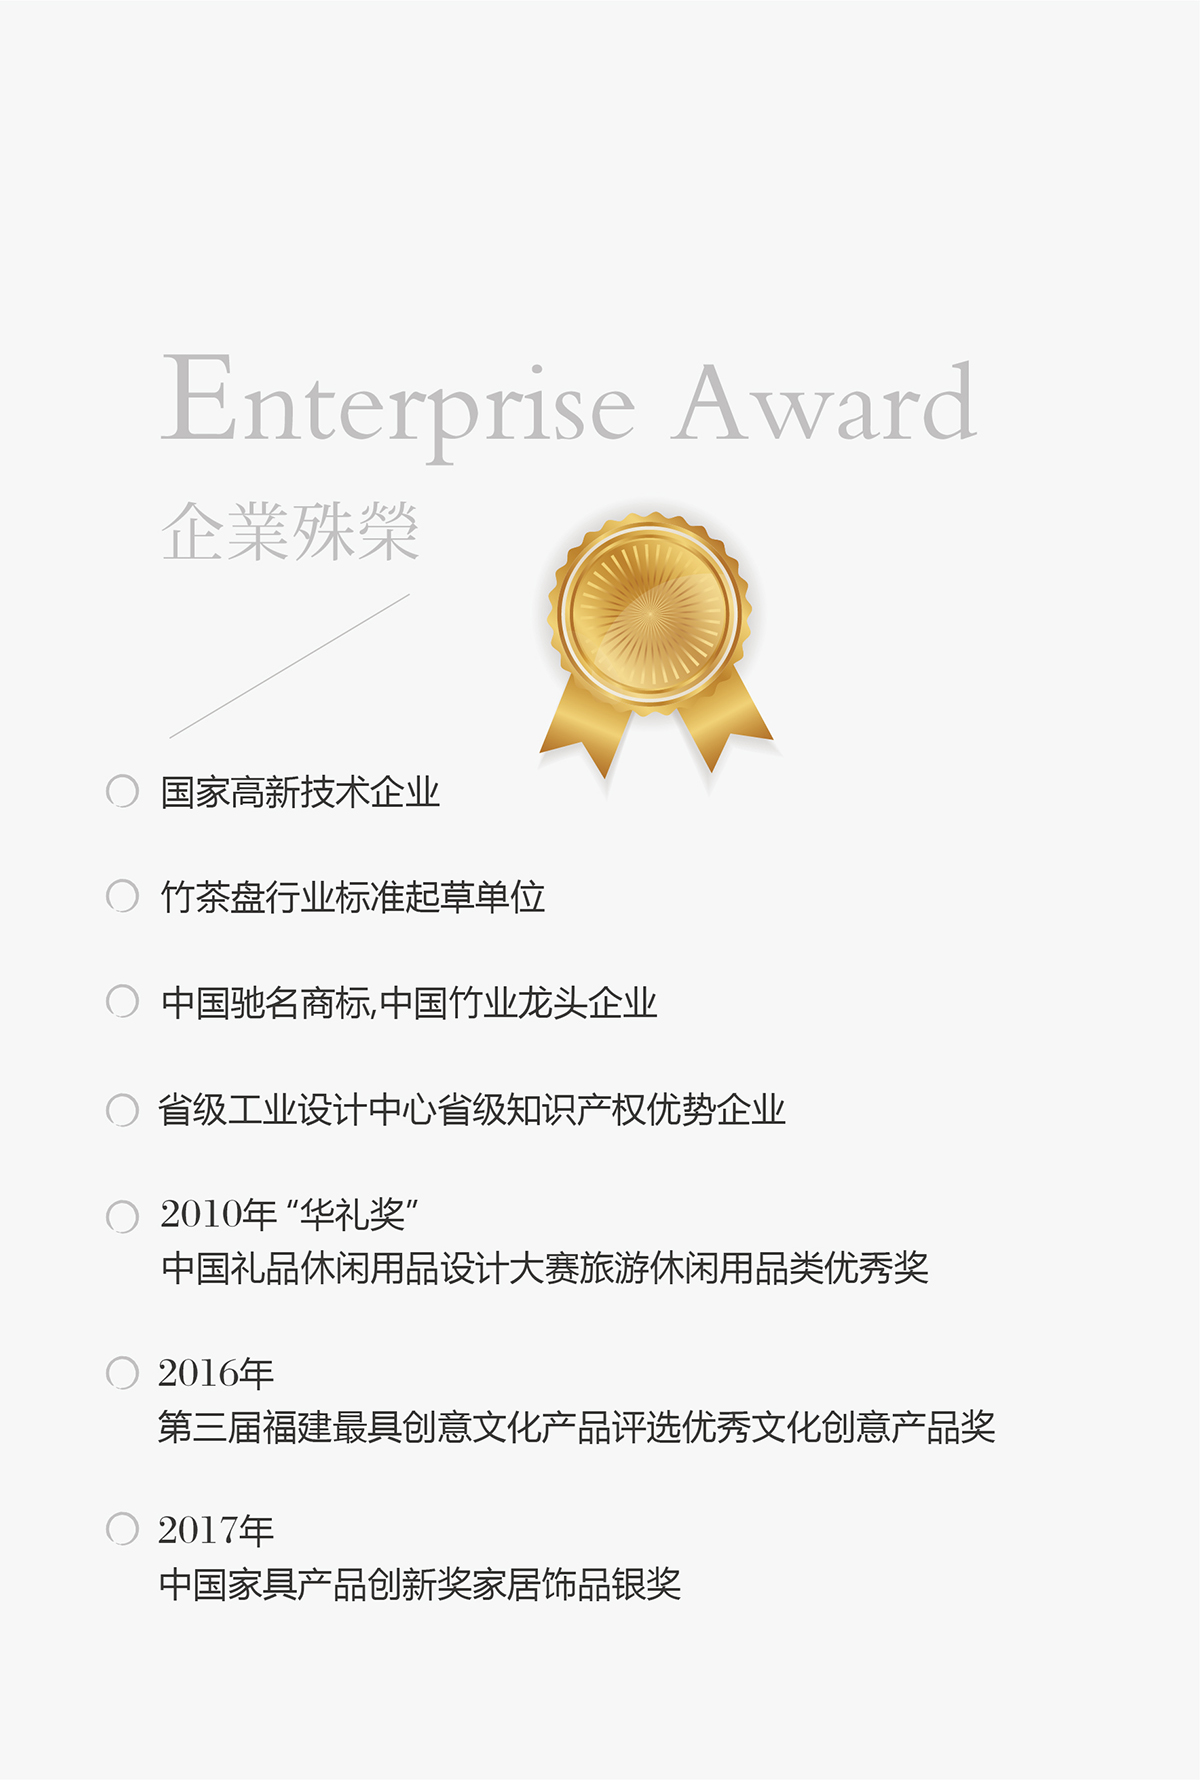 Enterprise Award
企業殊榮
国家高新技术企业
竹茶盘行业标准起草单位
中国驰名商标,中国竹业龙头企业
省级工业设计中心省级知识产权优势企业
2010年 “华礼奖”
中国礼品休闲用品设计大赛旅游休闲用品类优秀奖
2016年
第三届福建最具创意文化产品评选优秀文化创意产品奖
2017年
中国家具产品创新奖家居饰品银奖